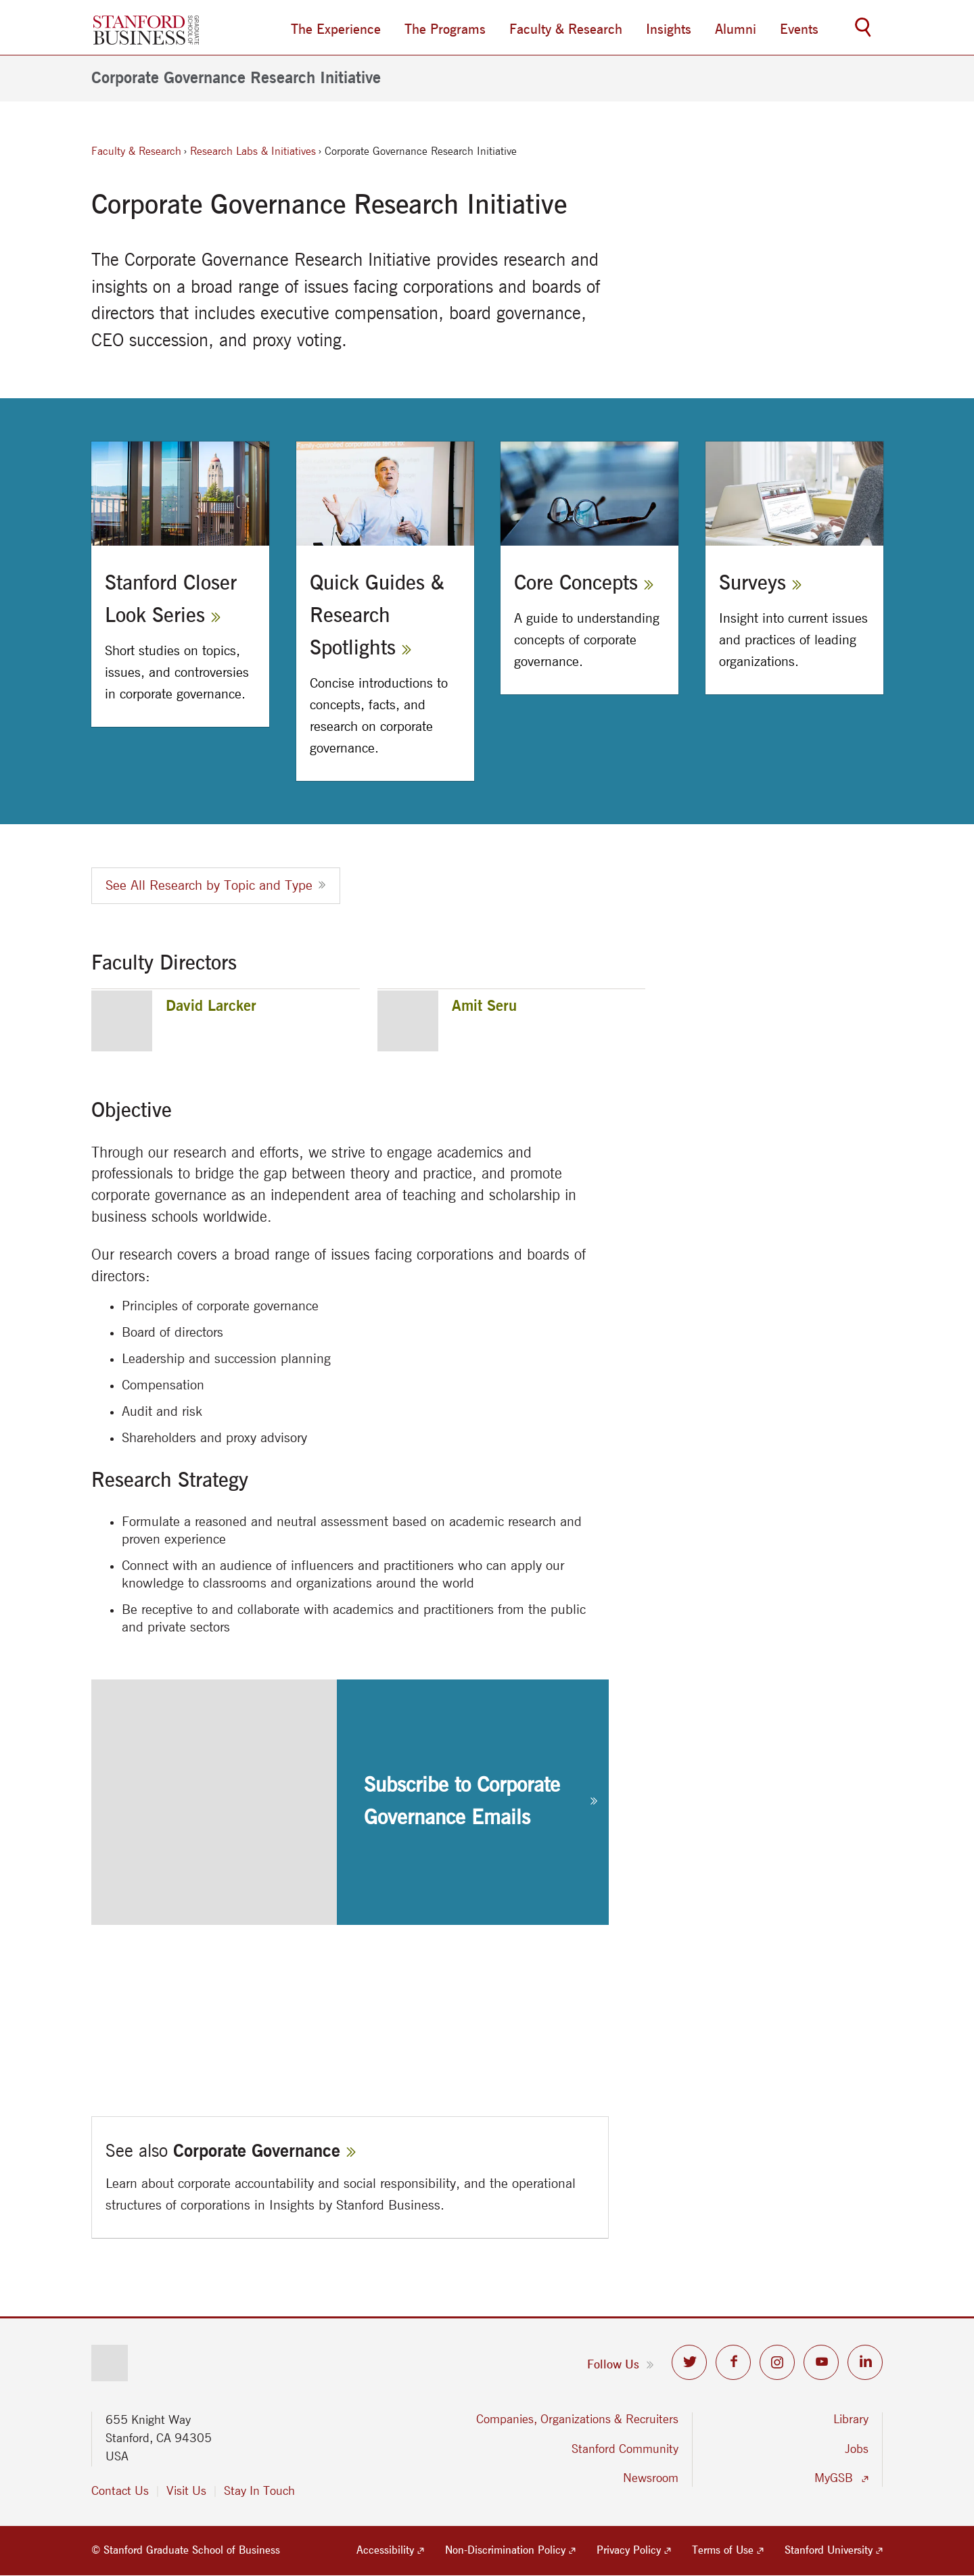 STANFORD
BUSINESS
GRADUATE
SCHOOL OF
The Experience
The Programs
Faculty & Research
Insights
Alumni
Events
Corporate Governance Research Initiative
Faculty & Research › Research Labs & Initiatives › Corporate Governance Research Initiative
Corporate Governance Research Initiative
The Corporate Governance Research Initiative provides research and
insights on a broad range of issues facing corporations and boards of
directors that includes executive compensation, board governance,
CEO succession, and proxy voting.
Stanford Closer
Look Series »
Short studies on topics,
issues, and controversies
in corporate governance.
Quick Guides &
Research
Spotlights »
Concise introductions to
concepts, facts, and
research on corporate
governance.
Core Concepts »
A guide to understanding
concepts of corporate
governance.
Surveys »
Insight into current issues
and practices of leading
organizations.
See All Research by Topic and Type »
Faculty Directors
David Larcker
Amit Seru
Objective
Through our research and efforts, we strive to engage academics and
professionals to bridge the gap between theory and practice, and promote
corporate governance as an independent area of teaching and scholarship in
business schools worldwide.
Our research covers a broad range of issues facing corporations and boards of
directors:
• Principles of corporate governance
• Board of directors
• Leadership and succession planning
• Compensation
• Audit and risk
• Shareholders and proxy advisory
Research Strategy
• Formulate a reasoned and neutral assessment based on academic research and
proven experience
• Connect with an audience of influencers and practitioners who can apply our
knowledge to classrooms and organizations around the world
• Be receptive to and collaborate with academics and practitioners from the public
and private sectors
Subscribe to Corporate
Governance Emails »
See also Corporate Governance »
Learn about corporate accountability and social responsibility, and the operational
structures of corporations in Insights by Stanford Business.
Follow Us »
655 Knight Way
Stanford, CA 94305
USA
Contact Us
Visit Us
Stay In Touch
Companies, Organizations & Recruiters
Stanford Community
Newsroom
Library
Jobs
MyGSB
© Stanford Graduate School of Business
Accessibility
Non-Discrimination Policy
Privacy Policy
Terms of Use
Stanford University